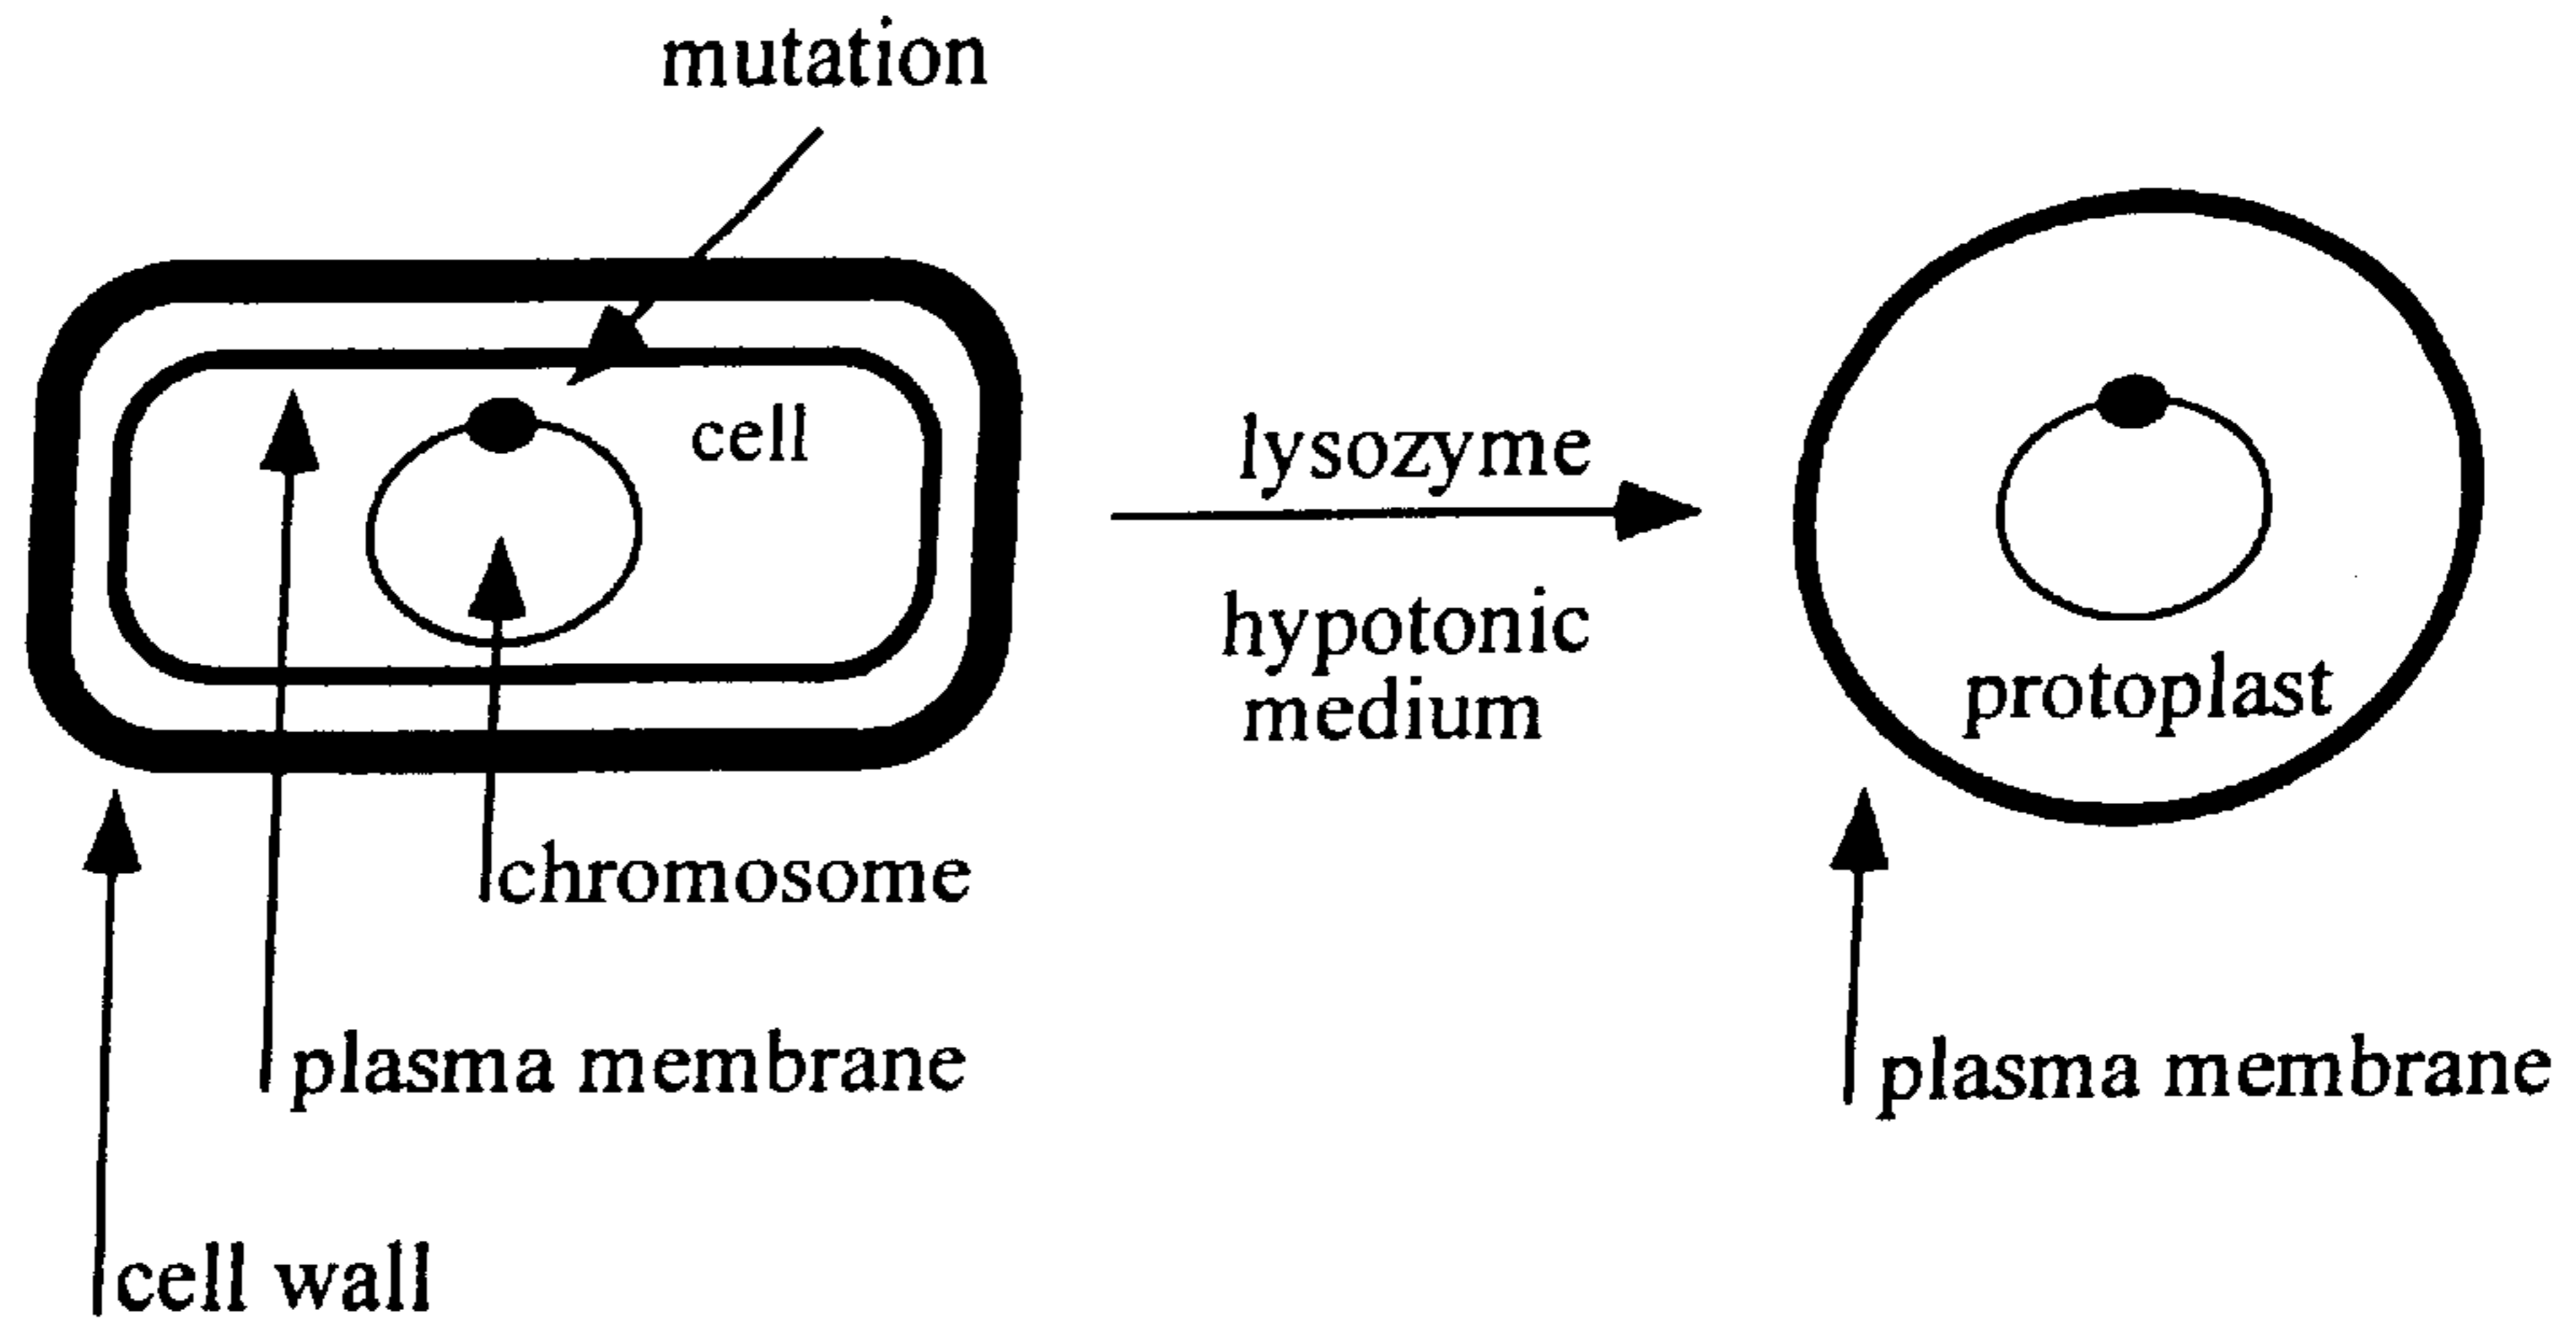 mutation
cell
lysozyme
hypotonic
medium
protoplast
chromosome
plasma membrane
plasma membrane
cell wall